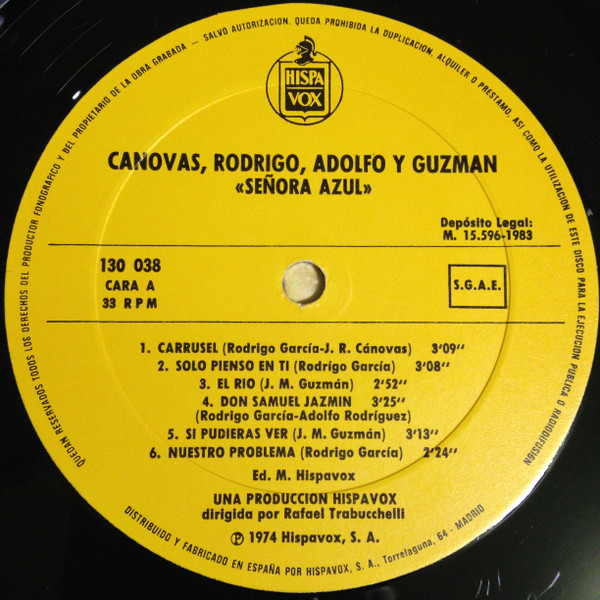 QUEDAN RESERVADOS TODOS LOS DERECHOS DEL PRODUCTOR FONOGRAFICO Y DEL PROPIETARIO DE LA OBRA GRABADA – SALVO AUTORIZACION, QUEDA PROHIBIDA LA DUPLICACION, ALQUILER O PRESTAMO, ASI COMO LA UTILIZACION DE ESTE DISCO PARA LA EJECUCION PUBLICA O RADIODIFUSION
HISPA
VOX
CANOVAS, RODRIGO, ADOLFO Y GUZMAN
«SEÑORA AZUL»
Depósito Legal:
M. 15.596-1983
130 038
CARA A
33 RPM
S.G.A.E.
1. CARRUSEL (Rodrigo García-J. R. Cánovas) 3'09''
2. SOLO PIENSO EN TI (Rodrígo García) 3'08''
3. EL RIO (J. M. Guzmán) 2'52''
4. DON SAMUEL JAZMIN 3'25''
(Rodrigo García-Adolfo Rodríguez)
5. SI PUDIERAS VER (J. M. Guzmán) 3'13''
6. NUESTRO PROBLEMA (Rodrigo García) 2'24''
Ed. M. Hispavox
UNA PRODUCCION HISPAVOX
dirigida por Rafael Trabucchelli
Ⓟ 1974 Hispavox, S. A.
DISTRIBUIDO Y FABRICADO EN ESPAÑA POR HISPAVOX, S. A., Torrelaguna, 64 - MADRID